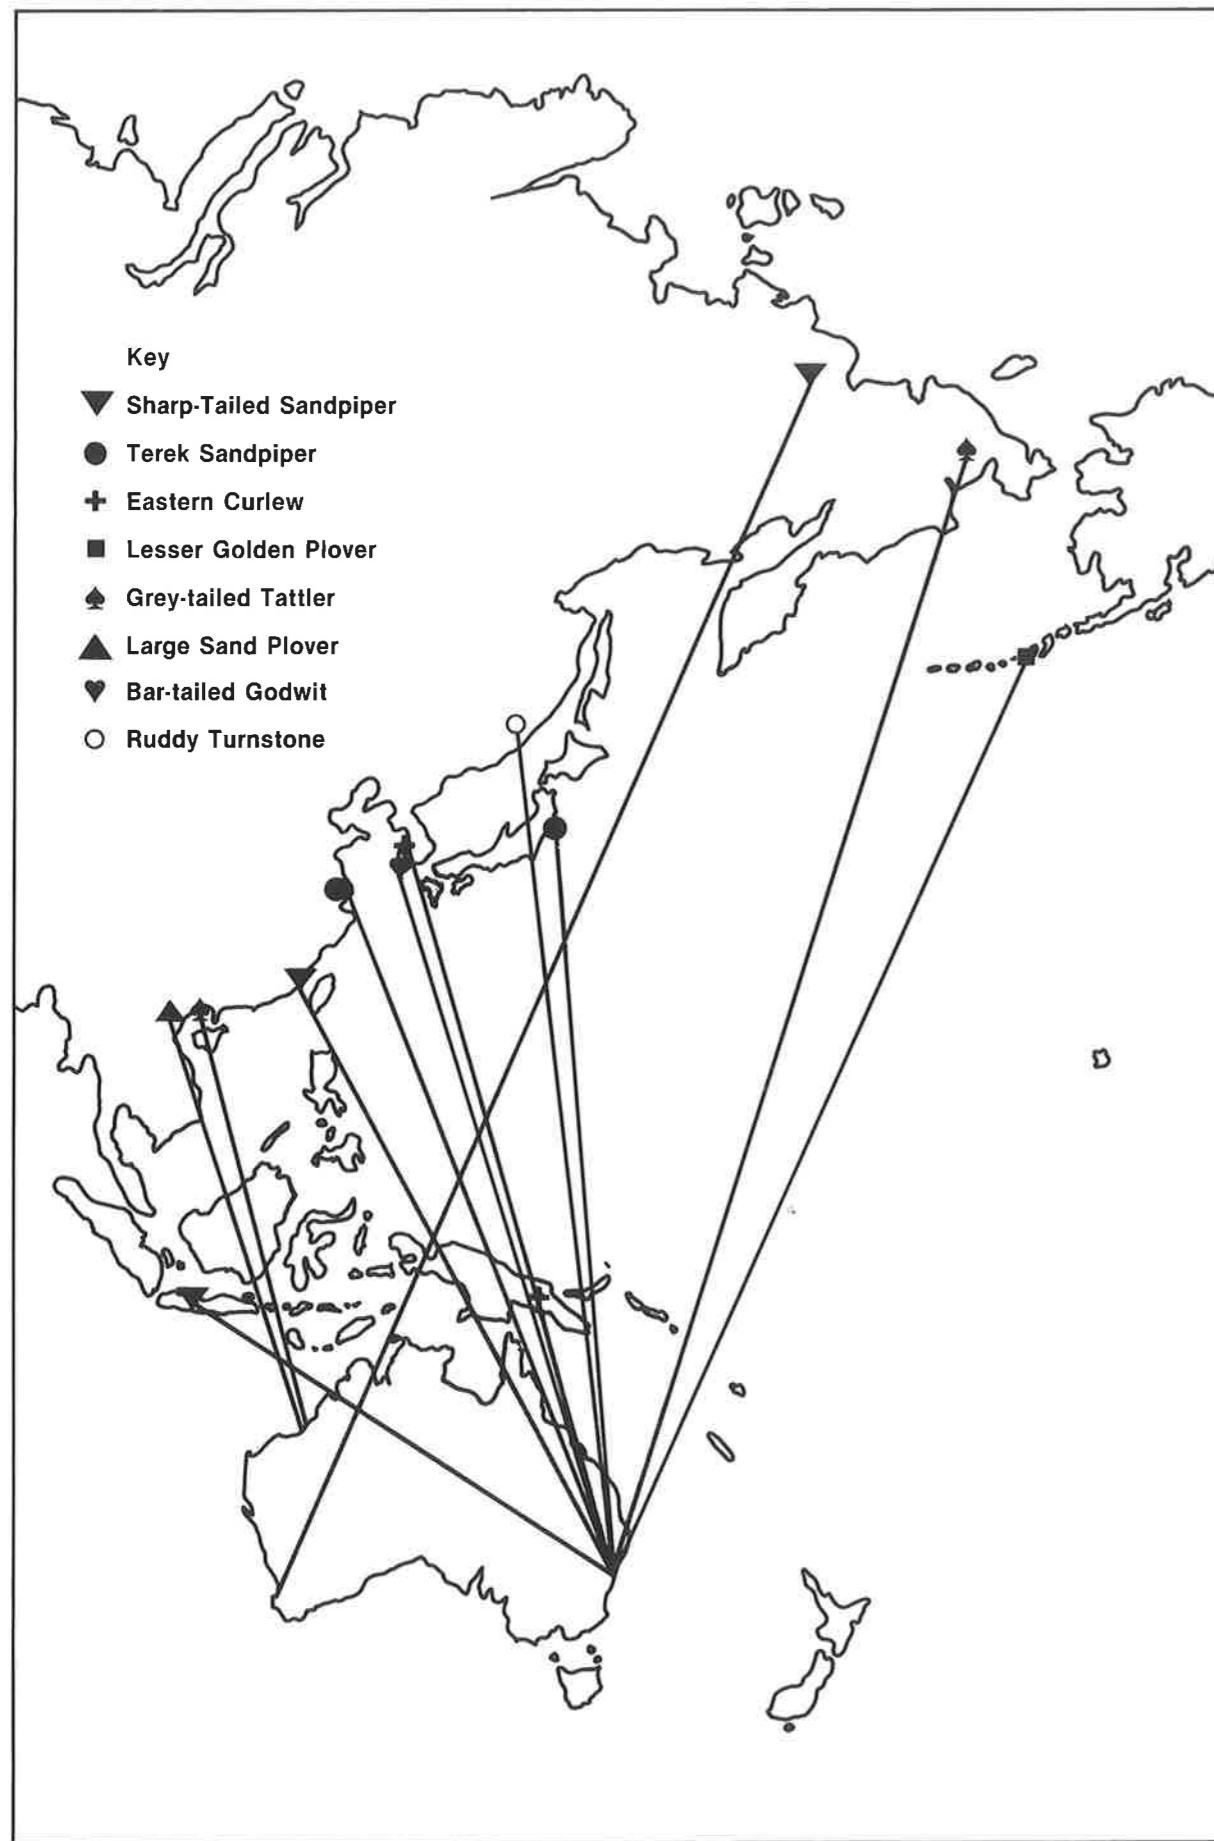 Key
Sharp-Tailed Sandpiper
Terek Sandpiper
Eastern Curlew
Lesser Golden Plover
Grey-tailed Tattler
Large Sand Plover
Bar-tailed Godwit
Ruddy Turnstone